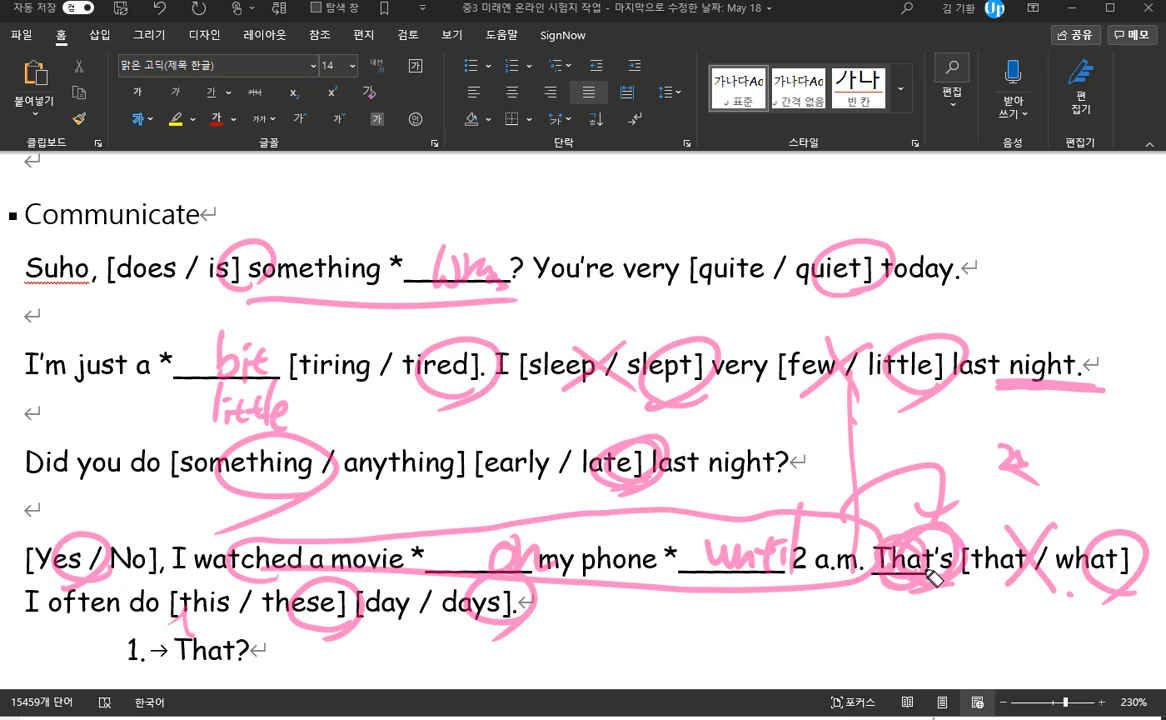 자동 저장 컴 탐색 창 중3 미래엔 온라인 시험지 작업 - 마지막으로 수정한 날짜: May 18 김 기환
파일 홈 삽입 그리기 디자인 레이아웃 참조 편지 검토 보기 도움말 SignNow 공유 메모
붙여넣기 맑은 고딕(제목 한글) 14 가나다AC 가나다AC 가나 편집 받아쓰기 편집기
표준 간격 없음 빈 칸
클립보드 글꼴 단락 스타일 음성 편집기
▪ Communicate
Suho, [does / is] something *_______? You're very [quite / quiet] today.
I'm just a *_______ bit [tiring / tired]. I [sleep / slept] very [few / little] last night.
little
Did you do [something / anything] [early / late] last night?
[Yes / No], I watched a movie *_______ on my phone *_______ until 2 a.m. That's [that / what]
I often do [this / these] [day / days].
1.→ That?
15459개 단어 한국어 포커스 230%